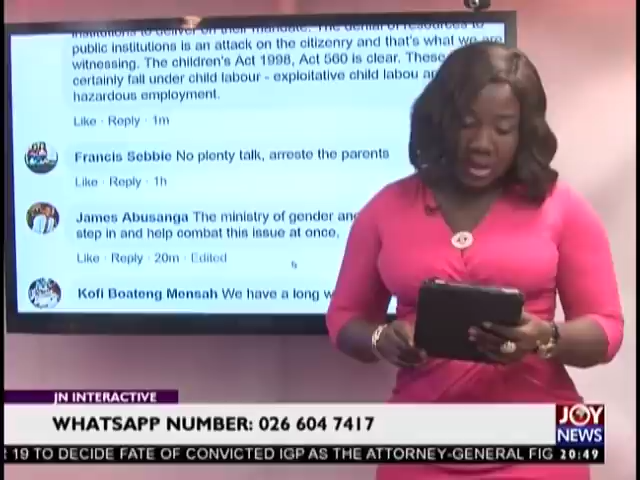 institutions to deliver on their mandate. The denial of resources to
public institutions is an attack on the citizenry and that's what we are
witnessing. The children's Act 1998, Act 560 is clear. These
certainly fall under child labour - exploitative child labou
hazardous employment.
Like · Reply · 1m
Francis Sebbie No plenty talk, arreste the parents
Like · Reply · 1h
James Abusanga The ministry of gender and
step in and help combat this issue at once,
Like · Reply · 20m · Edited
Kofi Boateng Mensah We have a long
JN INTERACTIVE
WHATSAPP NUMBER: 026 604 7417
JOY
NEWS
19 TO DECIDE FATE OF CONVICTED IGP AS THE ATTORNEY-GENERAL FIG
20:49